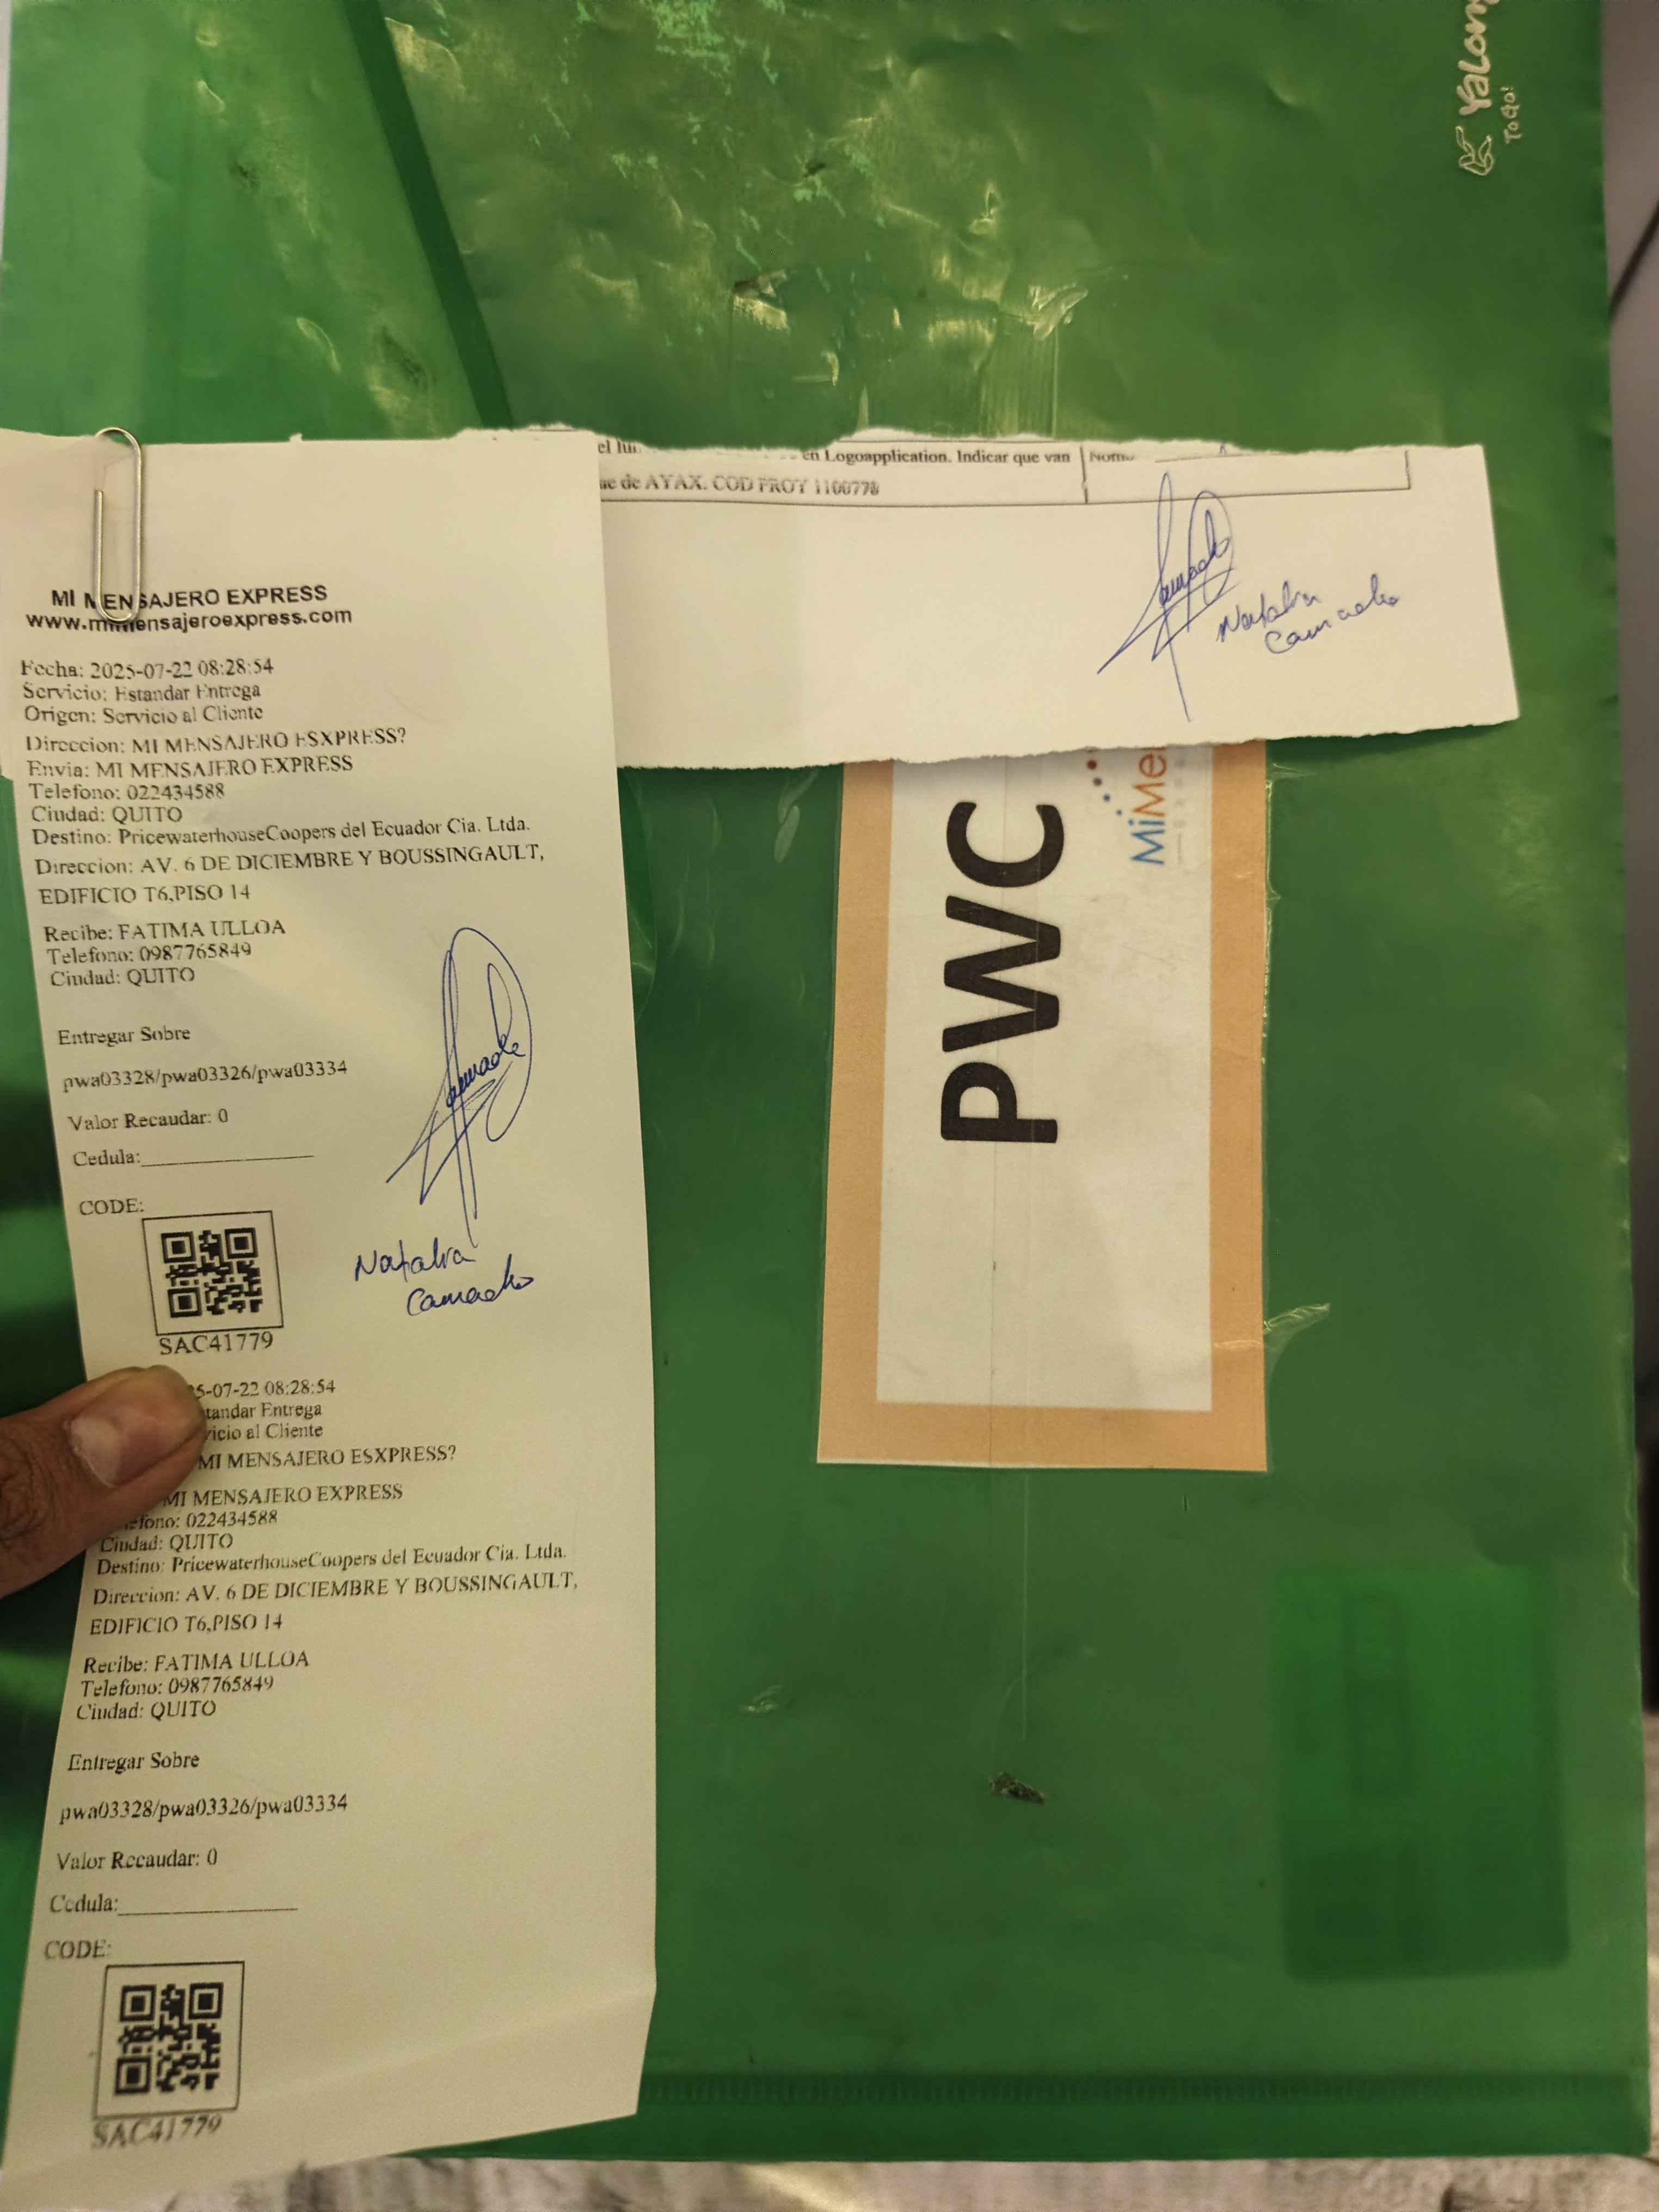 Yalom
ToGo!
en Logoapplication. Indicar que van
de AYAX. COD PROY 1100778
Natalia
Camacho
MI MENSAJERO EXPRESS
www.mimensajeroexpress.com
Fecha: 2025-07-22 08:28:54
Servicio: Estandar Entrega
Origen: Servicio al Cliente
Direccion: MI MENSAJERO ESXPRESS?
Envia: MI MENSAJERO EXPRESS
Telefono: 022434588
Ciudad: QUITO
Destino: PricewaterhouseCoopers del Ecuador Cia. Ltda.
Direccion: AV. 6 DE DICIEMBRE Y BOUSSINGAULT,
EDIFICIO T6,PISO 14
Recibe: FATIMA ULLOA
Telefono: 0987765849
Ciudad: QUITO
Entregar Sobre
pwa03328/pwa03326/pwa03334
Valor Recaudar: 0
Cedula:
CODE:
SAC41779
Camacho
Natalia
Camacho
5-07-22 08:28:54
tandar Entrega
vicio al Cliente
MI MENSAJERO ESXPRESS?
MI MENSAJERO EXPRESS
efono: 022434588
Ciudad: QUITO
Destino: PricewaterhouseCoopers del Ecuador Cia. Ltda.
Direccion: AV. 6 DE DICIEMBRE Y BOUSSINGAULT,
EDIFICIO T6,PISO 14
Recibe: FATIMA ULLOA
Telefono: 0987765849
Ciudad: QUITO
Entregar Sobre
pwa03328/pwa03326/pwa03334
Valor Recaudar: 0
Cedula:
CODE:
SAC41779
PWC
MiMe